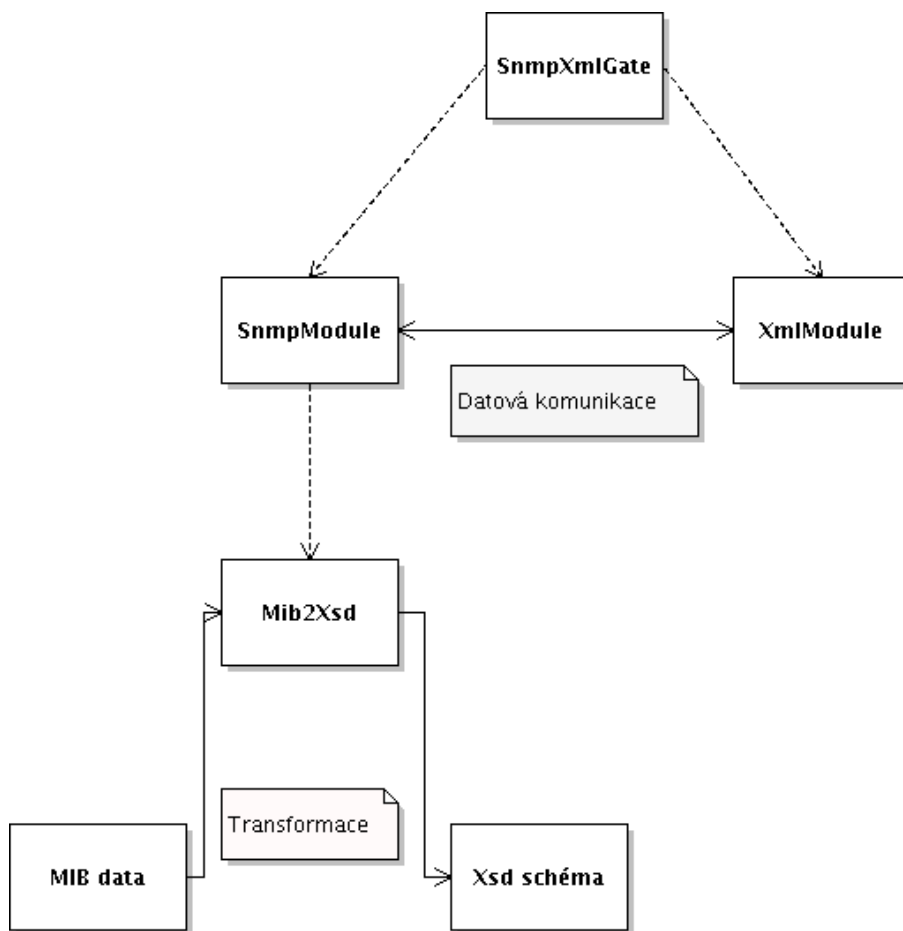 SnmpXmlGate
SnmpModule
XmlModule
Datová komunikace
Mib2Xsd
Transformace
MIB data
Xsd schéma